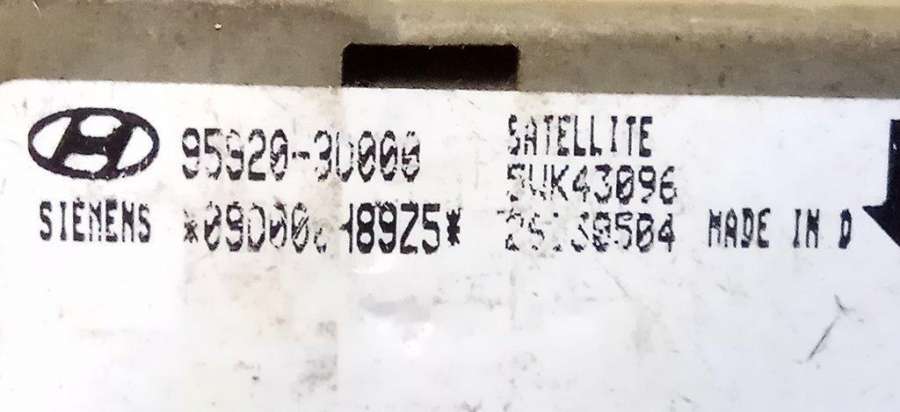 95920-3D000
SATELLITE
5WK43096
SIEMENS
MADE IN D